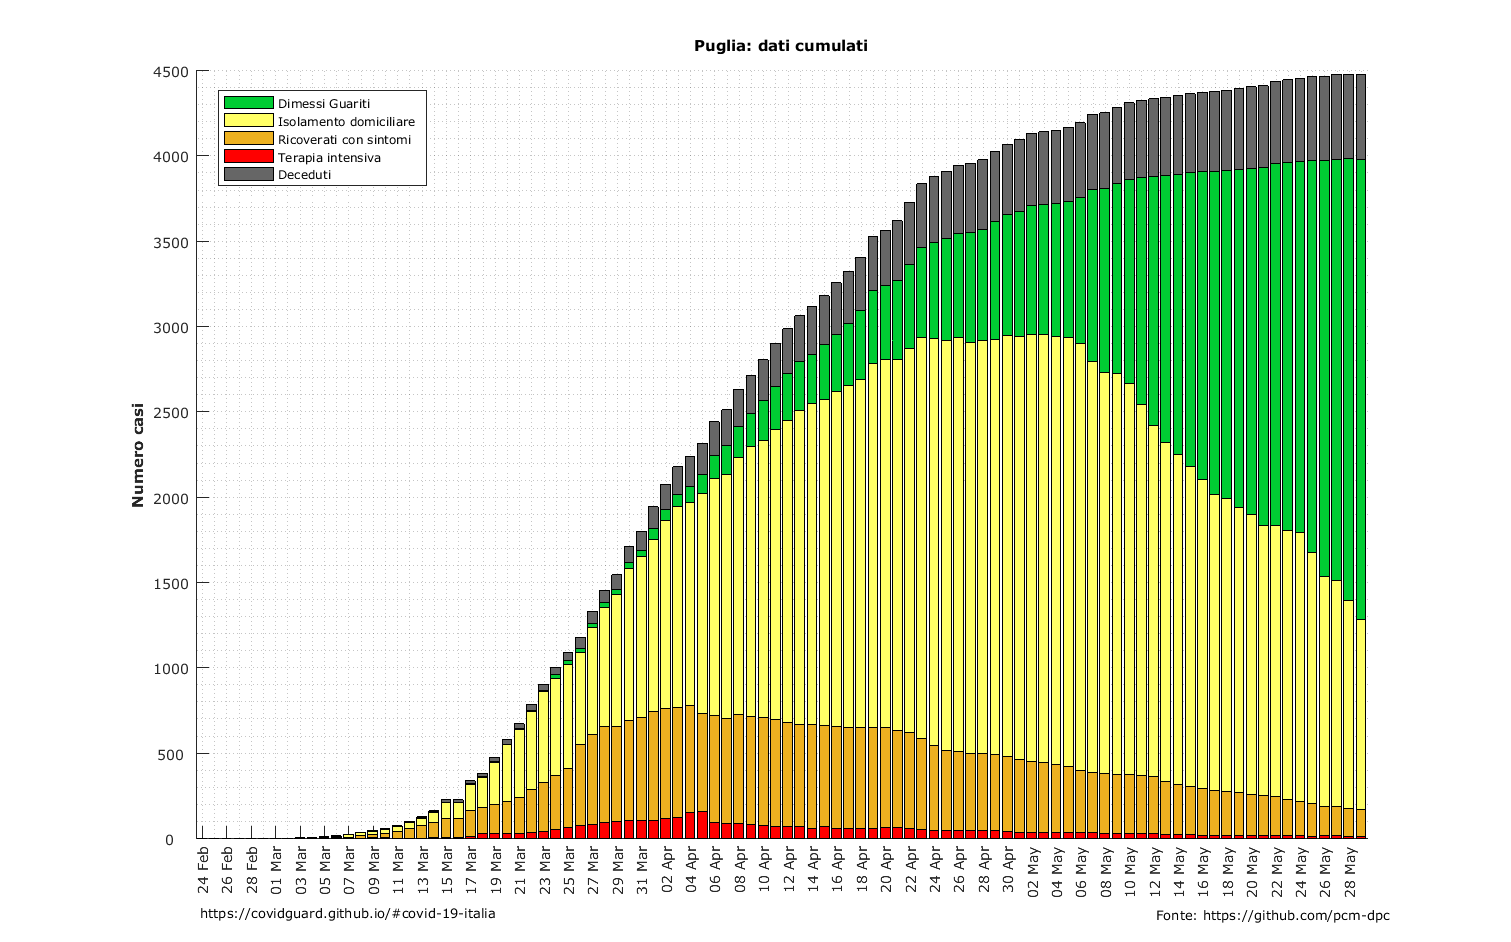 Puglia: dati cumulati
4500
4000
3500
3000
2500
2000
1500
1000
500
0
Numero casi
Dimessi Guariti
Isolamento domiciliare
Ricoverati con sintomi
Terapia intensiva
Deceduti
24 Feb
26 Feb
28 Feb
01 Mar
03 Mar
05 Mar
07 Mar
09 Mar
11 Mar
13 Mar
15 Mar
17 Mar
19 Mar
21 Mar
23 Mar
25 Mar
27 Mar
29 Mar
31 Mar
02 Apr
04 Apr
06 Apr
08 Apr
10 Apr
12 Apr
14 Apr
16 Apr
18 Apr
20 Apr
22 Apr
24 Apr
26 Apr
28 Apr
30 Apr
02 May
04 May
06 May
08 May
10 May
12 May
14 May
16 May
18 May
20 May
22 May
24 May
26 May
28 May
https://covidguard.github.io/#covid-19-italia
Fonte: https://github.com/pcm-dpc